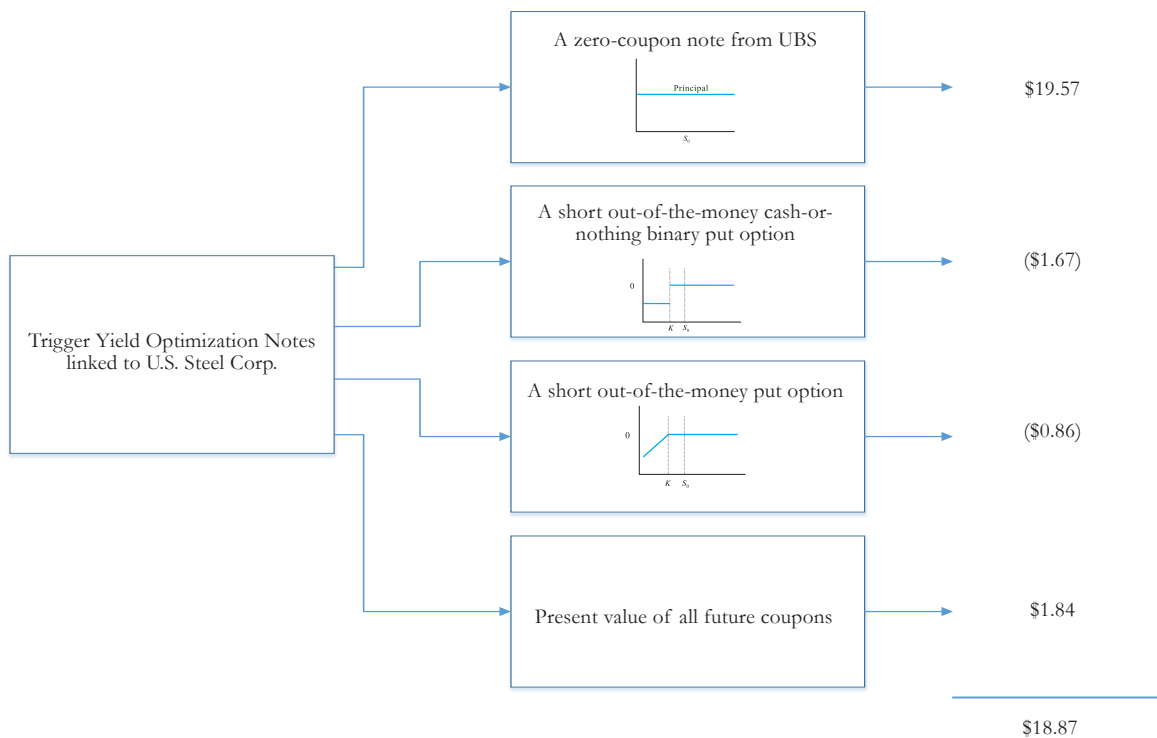 A zero-coupon note from UBS
Principal
S0
$19.57
A short out-of-the-money cash-or-
nothing binary put option
0
K
S0
($1.67)
Trigger Yield Optimization Notes
linked to U.S. Steel Corp.
A short out-of-the-money put option
0
K
S0
($0.86)
Present value of all future coupons
$1.84
$18.87